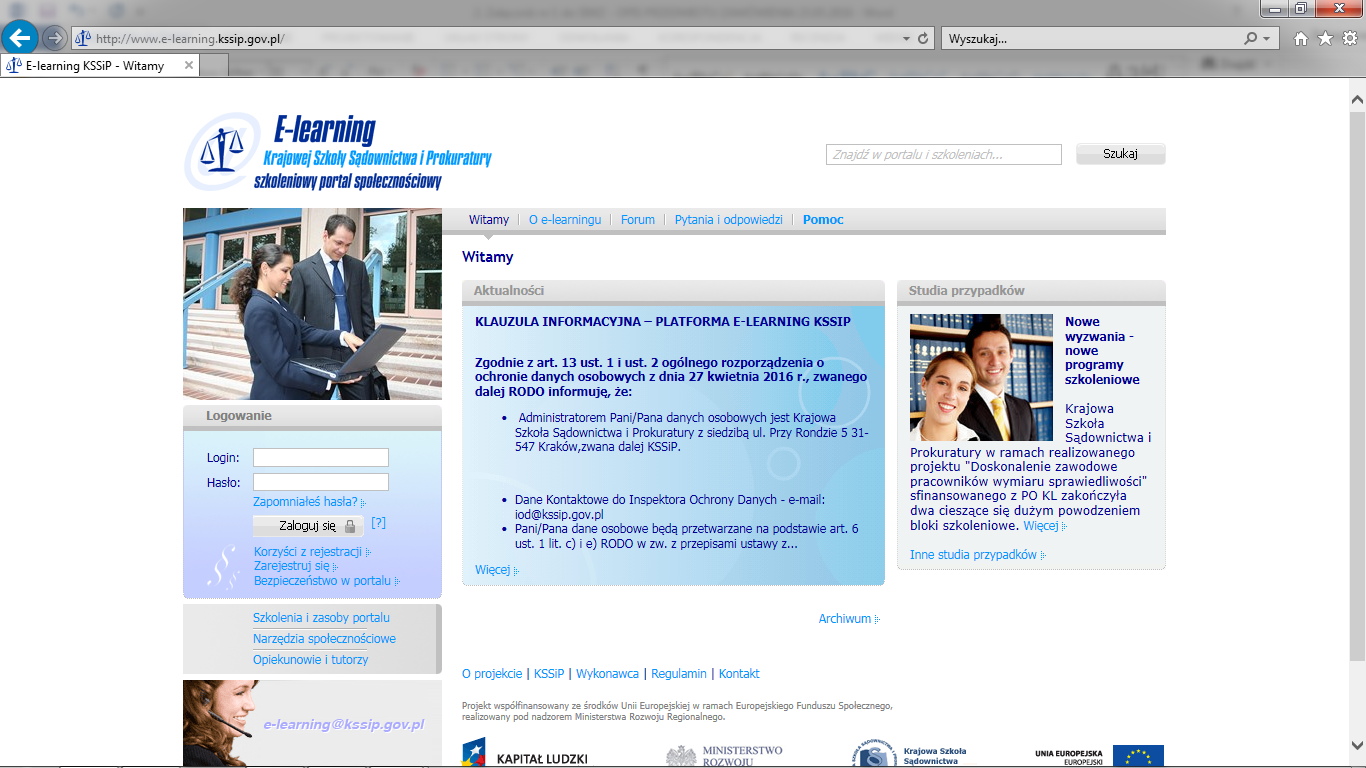 http://www.e-learning.kssip.gov.pl/
Wyszukaj...
E-learning KSSiP - Witamy
E-learning
Krajowej Szkoły Sądownictwa i Prokuratury
szkoleniowy portal społecznościowy
Znajdź w portalu i szkoleniach...
Szukaj
Witamy
O e-learningu
Forum
Pytania i odpowiedzi
Pomoc
Witamy
Aktualności
KLAUZULA INFORMACYJNA – PLATFORMA E-LEARNING KSSIP
Zgodnie z art. 13 ust. 1 i ust. 2 ogólnego rozporządzenia o
ochronie danych osobowych z dnia 27 kwietnia 2016 r., zwanego
dalej RODO informuję, że:
• Administratorem Pani/Pana danych osobowych jest Krajowa
Szkoła Sądownictwa i Prokuratury z siedzibą ul. Przy Rondzie 5 31-
547 Kraków,zwana dalej KSSiP.
• Dane Kontaktowe do Inspektora Ochrony Danych - e-mail:
iod@kssip.gov.pl
• Pani/Pana dane osobowe będą przetwarzane na podstawie art. 6
ust. 1 lit. c) i e) RODO w zw. z przepisami ustawy z...
Więcej
Archiwum
Studia przypadków
Nowe
wyzwania -
nowe
programy
szkoleniowe
Krajowa
Szkoła
Sądownictwa i
Prokuratury w ramach realizowanego
projektu "Doskonalenie zawodowe
pracowników wymiaru sprawiedliwości"
sfinansowanego z PO KL zakończyła
dwa cieszące się dużym powodzeniem
bloki szkoleniowe. Więcej
Inne studia przypadków
Logowanie
Login:
Hasło:
Zapomniałeś hasła?
Zaloguj się [?]
Korzyści z rejestracji
Zarejestruj się
Bezpieczeństwo w portalu
Szkolenia i zasoby portalu
Narzędzia społecznościowe
Opiekunowie i tutorzy
e-learning@kssip.gov.pl
O projekcie | KSSiP | Wykonawca | Regulamin | Kontakt
Projekt współfinansowany ze środków Unii Europejskiej w ramach Europejskiego Funduszu Społecznego,
realizowany pod nadzorem Ministerstwa Rozwoju Regionalnego.
KAPITAŁ LUDZKI
MINISTERSTWO
ROZWOJU
Krajowa Szkoła
Sądownictwa
UNIA EUROPEJSKA
EUROPEJSKI